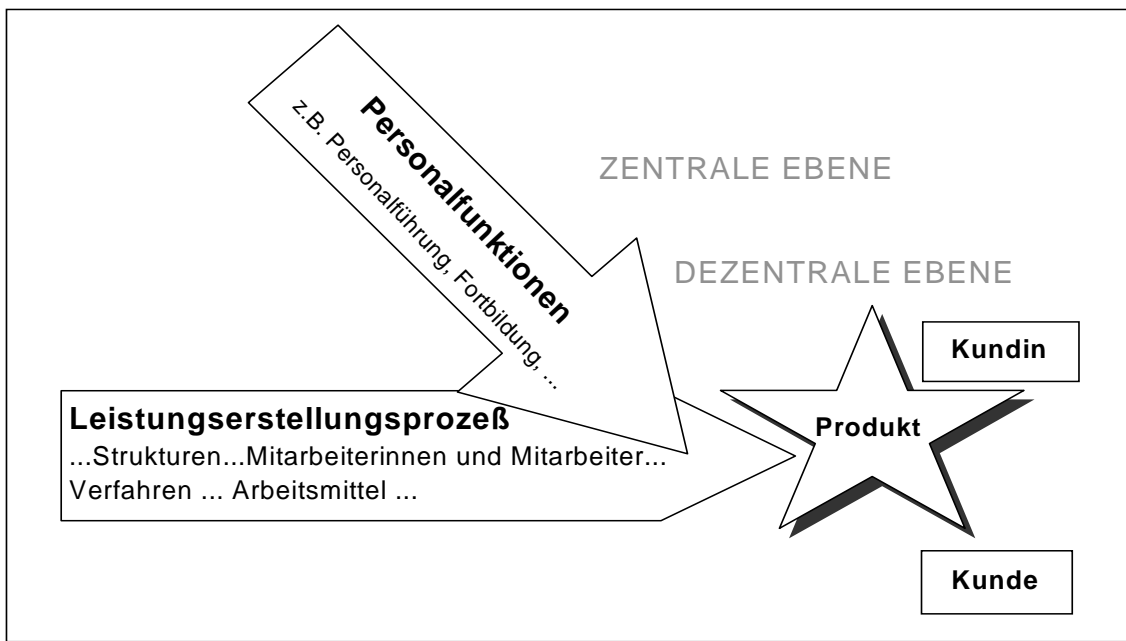 Personalfunktionen
z.B. Personalführung, Fortbildung, ...
ZENTRALE EBENE
DEZENTRALE EBENE
Kundin
Leistungserstellungsprozeß
...Strukturen...Mitarbeiterinnen und Mitarbeiter...
Verfahren ... Arbeitsmittel ...
Produkt
Kunde